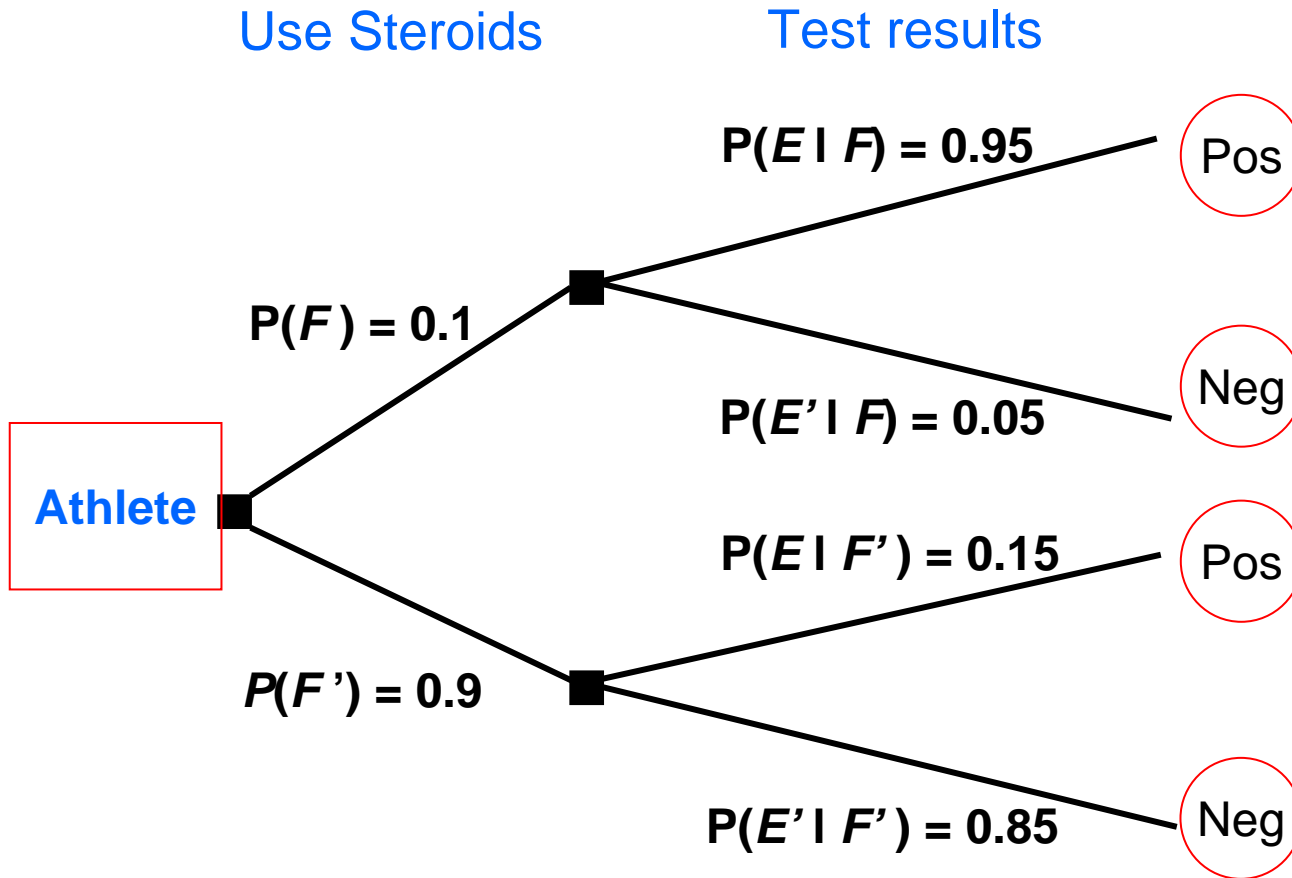 Use Steroids
Test results
P(E I F) = 0.95
Pos
P(F ) = 0.1
Neg
P(E’ I F) = 0.05
Athlete
P(E I F’ ) = 0.15
Pos
P(F ’) = 0.9
P(E’ I F’ ) = 0.85
Neg